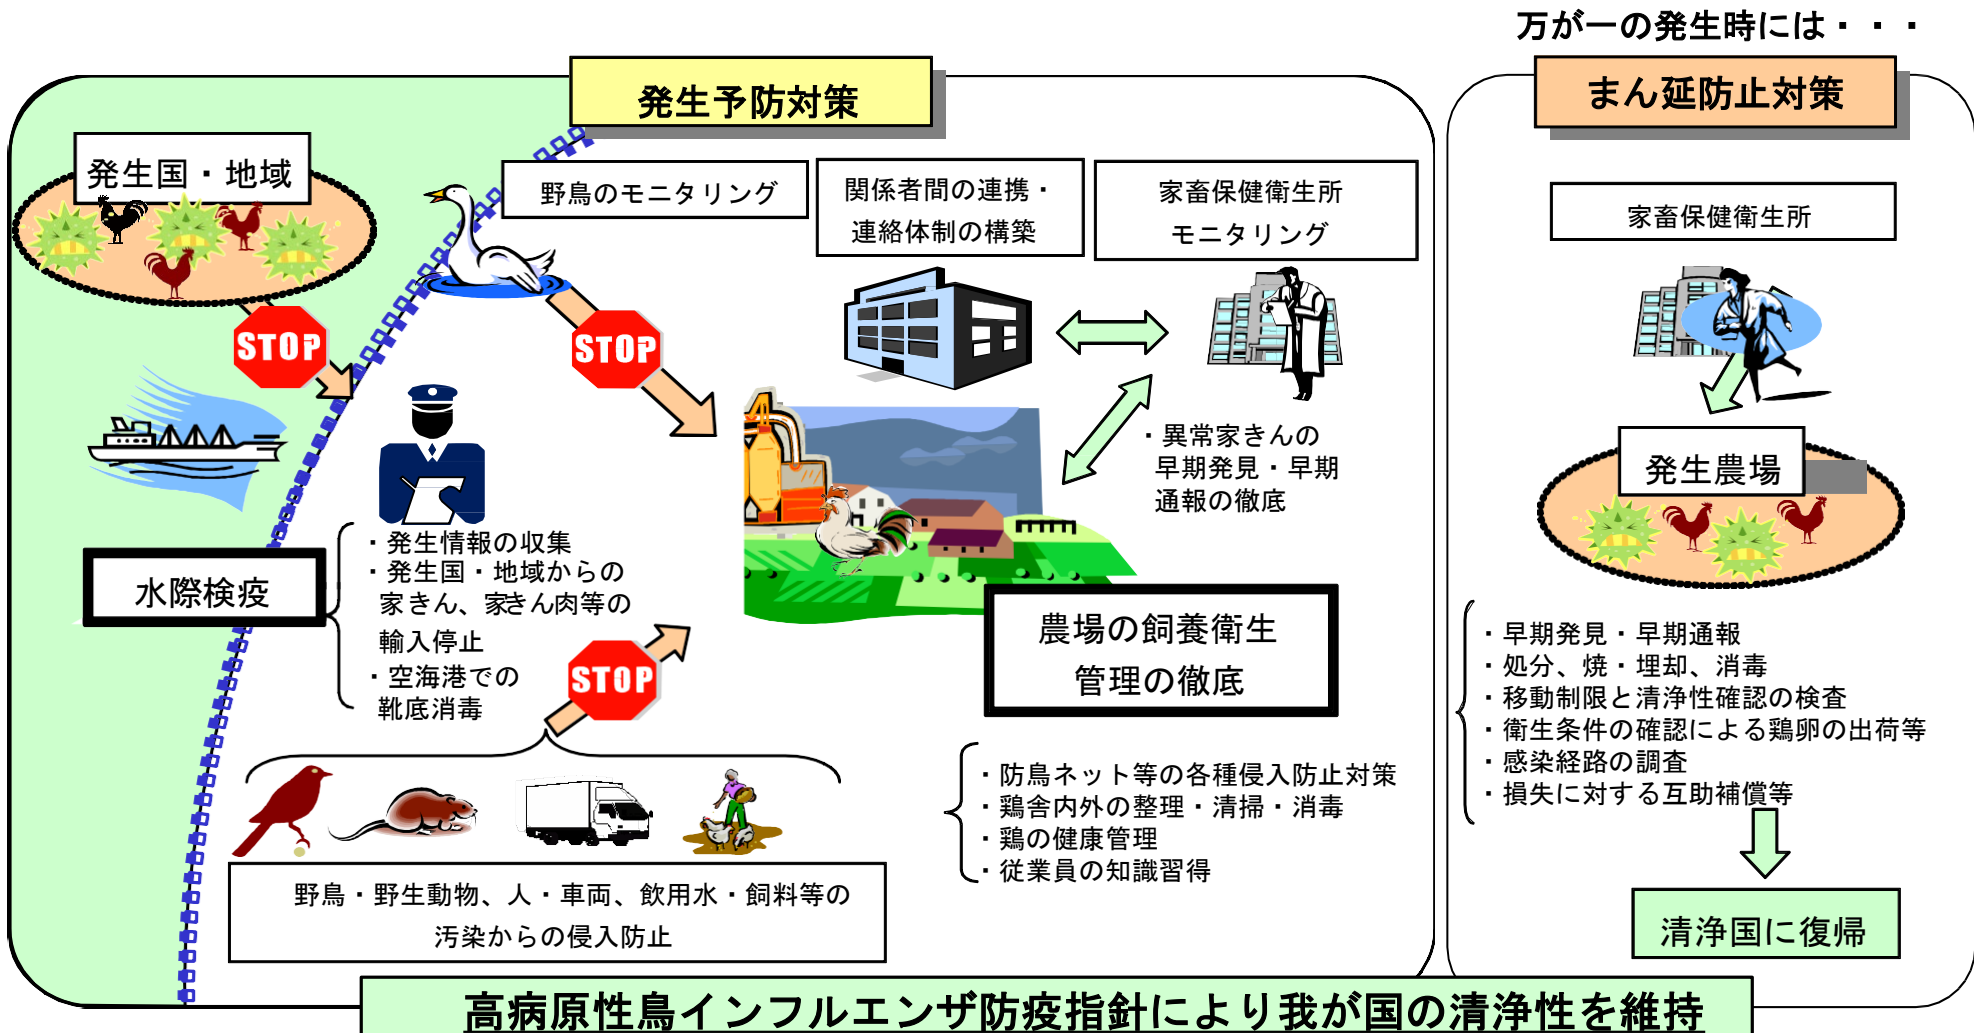 万が一の発生時には・・・
発生予防対策
発生国・地域
STOP
野鳥のモニタリング
STOP
関係者間の連携・
連絡体制の構築
家畜保健衛生所
モニタリング
・異常家きんの
早期発見・早期
通報の徹底
水際検疫
・発生情報の収集
・発生国・地域からの
家きん、家きん肉等の
輸入停止
・空海港での
靴底消毒
STOP
農場の飼養衛生
管理の徹底
・防鳥ネット等の各種侵入防止対策
・鶏舎内外の整理・清掃・消毒
・鶏の健康管理
・従業員の知識習得
野鳥・野生動物、人・車両、飲用水・飼料等の
汚染からの侵入防止
まん延防止対策
家畜保健衛生所
発生農場
・早期発見・早期通報
・処分、焼・埋却、消毒
・移動制限と清浄性確認の検査
・衛生条件の確認による鶏卵の出荷等
・感染経路の調査
・損失に対する互助補償等
清浄国に復帰
高病原性鳥インフルエンザ防疫指針により我が国の清浄性を維持